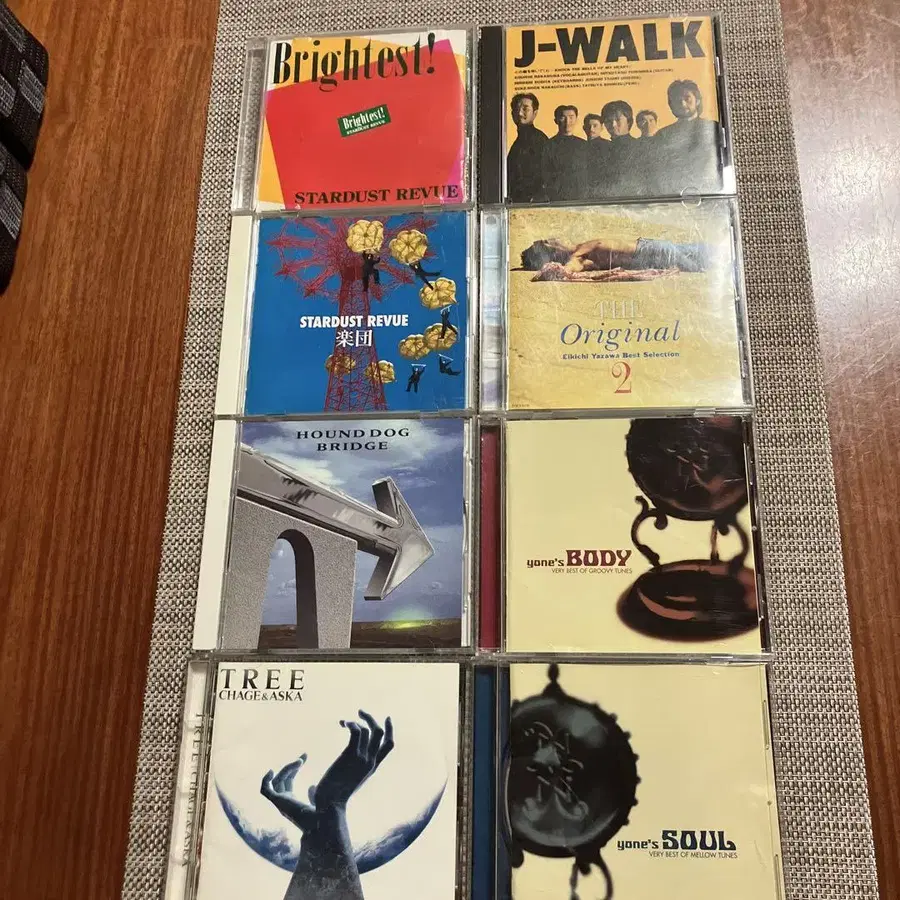 Brightest!
Brightest!
STARDUST REVUE
STARDUST REVUE
J-WALK
STARDUST REVUE
楽団
THE
Original
Eikichi Yazawa Best Selection
2
HOUND DOG
BRIDGE
yone's BODY
VERY BEST OF GROOVY TUNES
TREE
CHAGE&ASKA
yone's SOUL
VERY BEST OF MELLOW TUNES